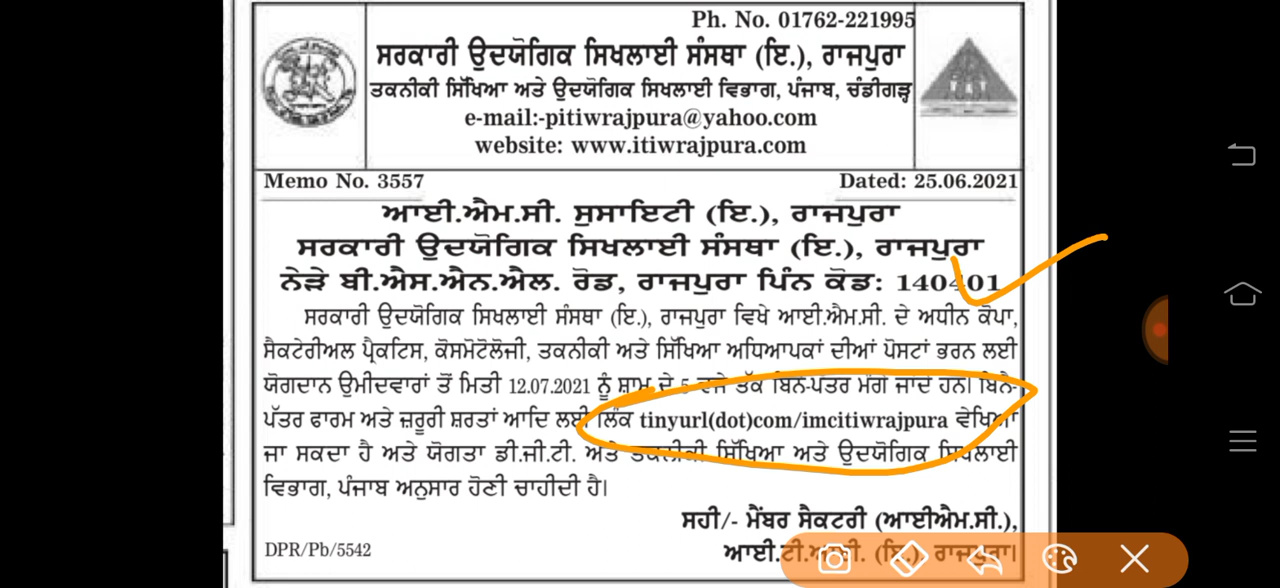 Ph. No. 01762-221995
ਸਰਕਾਰੀ ਉਦਯੋਗਿਕ ਸਿਖਲਾਈ ਸੰਸਥਾ (ਇ.), ਰਾਜਪੁਰਾ
ਤਕਨੀਕੀ ਸਿੱਖਿਆ ਅਤੇ ਉਦਯੋਗਿਕ ਸਿਖਲਾਈ ਵਿਭਾਗ, ਪੰਜਾਬ, ਚੰਡੀਗੜ੍ਹ
e-mail:-pitiwrajpura@yahoo.com
website: www.itiwrajpura.com
Memo No. 3557 Dated: 25.06.2021
ਆਈ.ਐਮ.ਸੀ. ਸੁਸਾਇਟੀ (ਇ.), ਰਾਜਪੁਰਾ
ਸਰਕਾਰੀ ਉਦਯੋਗਿਕ ਸਿਖਲਾਈ ਸੰਸਥਾ (ਇ.), ਰਾਜਪੁਰਾ
ਨੇੜੇ ਬੀ.ਐਸ.ਐਨ.ਐਲ. ਰੋਡ, ਰਾਜਪੁਰਾ ਪਿੰਨ ਕੋਡ: 140401
ਸਰਕਾਰੀ ਉਦਯੋਗਿਕ ਸਿਖਲਾਈ ਸੰਸਥਾ (ਇ.), ਰਾਜਪੁਰਾ ਵਿਖੇ ਆਈ.ਐਮ.ਸੀ. ਦੇ ਅਧੀਨ ਕੋਪਾ,
ਸੈਕਟੇਰੀਅਲ ਪ੍ਰੈਕਟਿਸ, ਕੋਸਮੋਟੋਲੋਜੀ, ਤਕਨੀਕੀ ਅਤੇ ਸਿੱਖਿਆ ਅਧਿਆਪਕਾਂ ਦੀਆਂ ਪੋਸਟਾਂ ਭਰਨ ਲਈ
ਯੋਗਦਾਨ ਉਮੀਦਵਾਰਾਂ ਤੋਂ ਮਿਤੀ 12.07.2021 ਨੂੰ ਸ਼ਾਮ ਦੇ 5 ਵਜੇ ਤੱਕ ਬਿਨੈ-ਪੱਤਰ ਮੰਗੇ ਜਾਂਦੇ ਹਨ। ਬਿਨੈ-
ਪੱਤਰ ਫਾਰਮ ਅਤੇ ਜ਼ਰੂਰੀ ਸ਼ਰਤਾਂ ਆਦਿ ਲਈ ਲਿੰਕ tinyurl(dot)com/imcitiwrajpura ਵੇਖਿਆ
ਜਾ ਸਕਦਾ ਹੈ ਅਤੇ ਯੋਗਤਾ ਡੀ.ਜੀ.ਟੀ. ਅਤੇ ਤਕਨੀਕੀ ਸਿੱਖਿਆ ਅਤੇ ਉਦਯੋਗਿਕ ਸਿਖਲਾਈ
ਵਿਭਾਗ, ਪੰਜਾਬ ਅਨੁਸਾਰ ਹੋਣੀ ਚਾਹੀਦੀ ਹੈ।
ਸਹੀ/- ਮੈਂਬਰ ਸੈਕਟਰੀ (ਆਈਐਮ.ਸੀ.),
DPR/Pb/5542 ਆਈ.ਟੀ.ਆਈ. (ਇ.), ਰਾਜਪੁਰਾ।